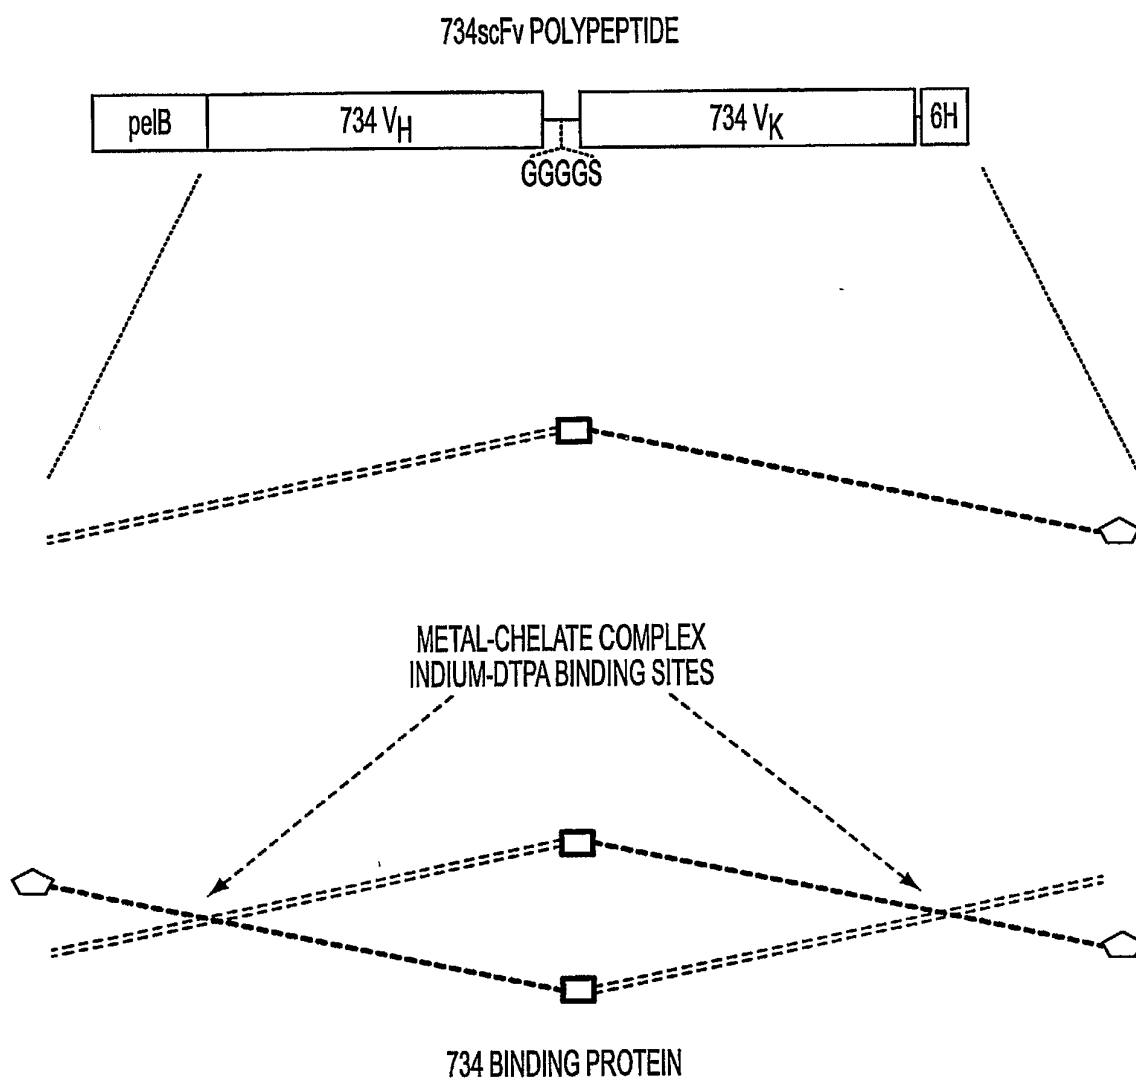 734scFv POLYPEPTIDE
pelB 734 VH 734 VK 6H
GGGGS
METAL-CHELATE COMPLEX
INDIUM-DTPA BINDING SITES
734 BINDING PROTEIN